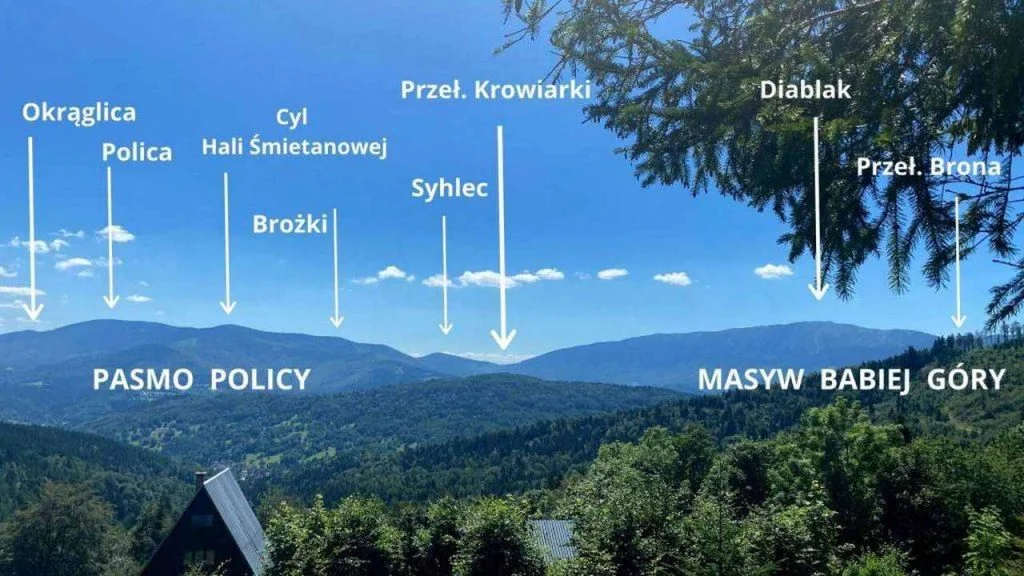 Okrąglica
Polica
Cyl
Hali Śmietanowej
Brożki
Przeł. Krowiarki
Syhlec
Diablak
Przeł. Brona
PASMO POLICY
MASYW BABIEJ GÓRY